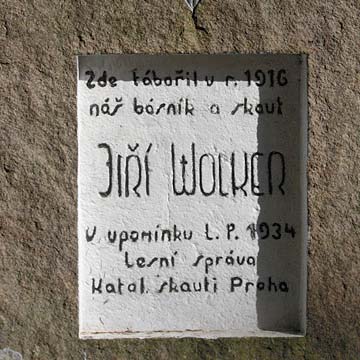 Zde tábořil v r. 1916
náš básník a skaut
JIŘÍ WOLKER
V upomínku L. P. 1934
Lesní správa
Katol. skauti Praha